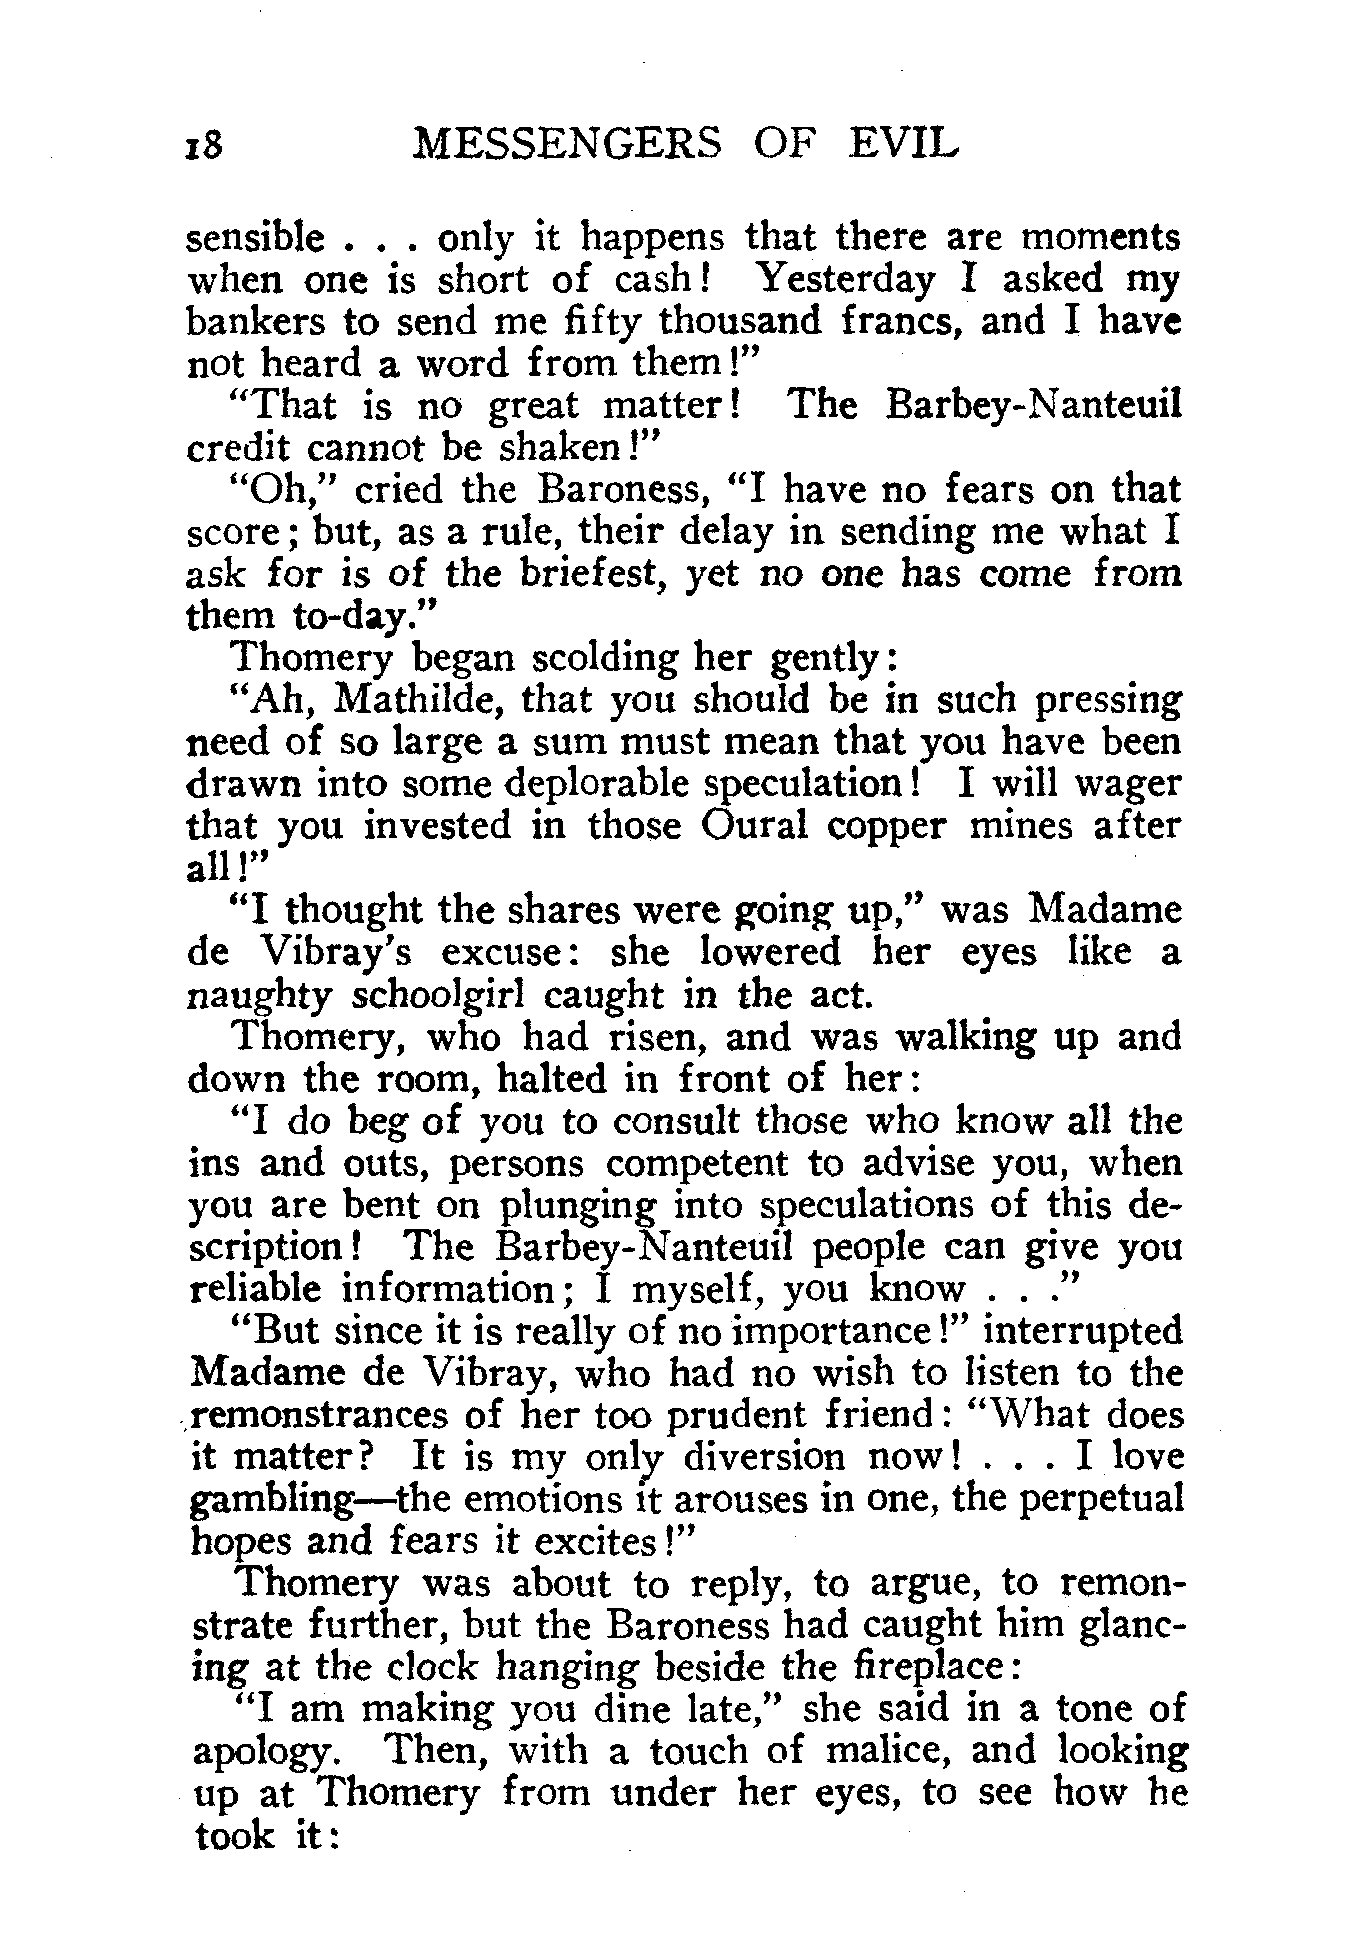 18 MESSENGERS OF EVIL
sensible . . . only it happens that there are moments
when one is short of cash! Yesterday I asked my
bankers to send me fifty thousand francs, and I have
not heard a word from them!”
“That is no great matter! The Barbey-Nanteuil
credit cannot be shaken!”
“Oh,” cried the Baroness, “I have no fears on that
score; but, as a rule, their delay in sending me what I
ask for is of the briefest, yet no one has come from
them to-day.”
Thomery began scolding her gently:
“Ah, Mathilde, that you should be in such pressing
need of so large a sum must mean that you have been
drawn into some deplorable speculation! I will wager
that you invested in those Oural copper mines after
all!”
“I thought the shares were going up,” was Madame
de Vibray's excuse: she lowered her eyes like a
naughty schoolgirl caught in the act.
Thomery, who had risen, and was walking up and
down the room, halted in front of her:
“I do beg of you to consult those who know all the
ins and outs, persons competent to advise you, when
you are bent on plunging into speculations of this de-
scription! The Barbey-Nanteuil people can give you
reliable information; I myself, you know . . .”
“But since it is really of no importance!” interrupted
Madame de Vibray, who had no wish to listen to the
remonstrances of her too prudent friend: “What does
it matter? It is my only diversion now! . . . I love
gambling—the emotions it arouses in one, the perpetual
hopes and fears it excites!”
Thomery was about to reply, to argue, to remon-
strate further, but the Baroness had caught him glanc-
ing at the clock hanging beside the fireplace:
“I am making you dine late,” she said in a tone of
apology. Then, with a touch of malice, and looking
up at Thomery from under her eyes, to see how he
took it: